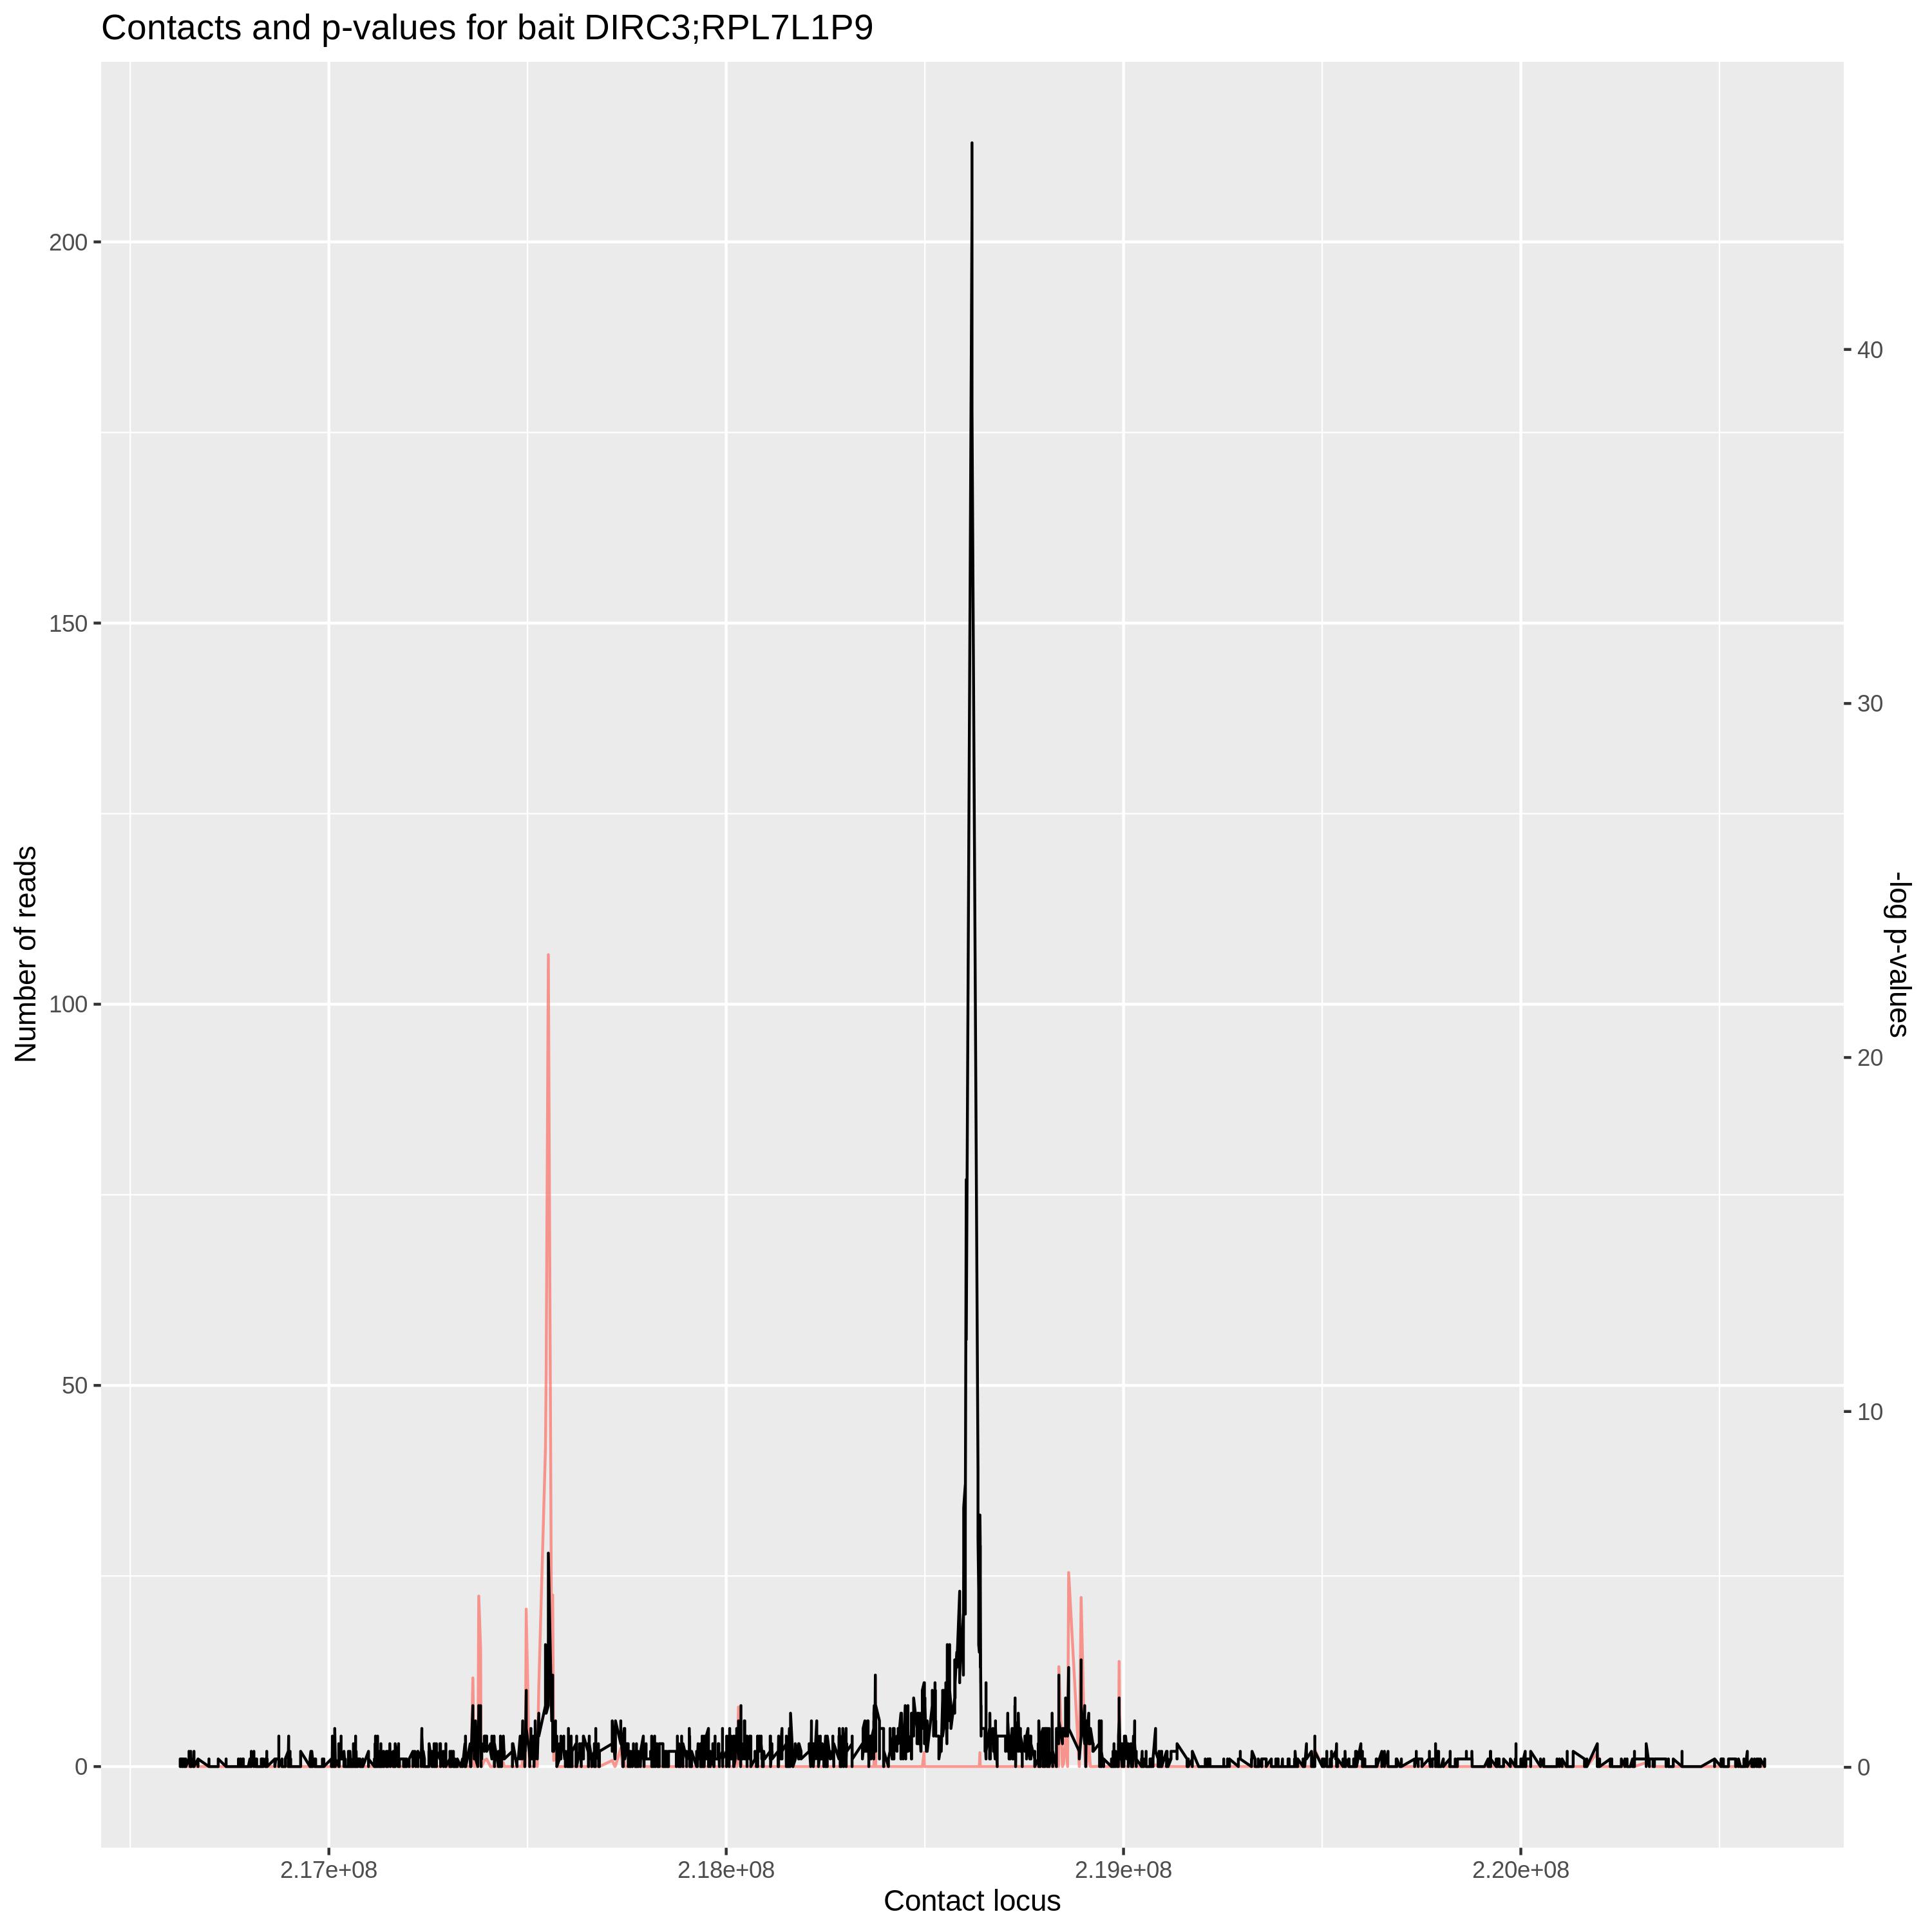 Contacts and p-values for bait DIRC3;RPL7L1P9
200
150
100
50
0
Number of reads
40
30
20
10
0
-log p-values
2.17e+08
2.18e+08
2.19e+08
2.20e+08
Contact locus